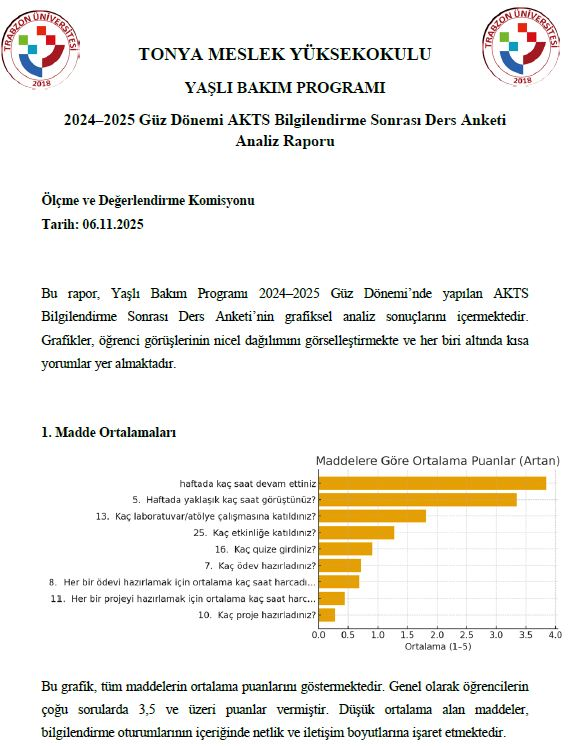 TRABZON ÜNİVERSİTESİ
2018
TRABZON ÜNİVERSİTESİ
2018
TONYA MESLEK YÜKSEKOKULU
YAŞLI BAKIM PROGRAMI
2024–2025 Güz Dönemi AKTS Bilgilendirme Sonrası Ders Anketi
Analiz Raporu
Ölçme ve Değerlendirme Komisyonu
Tarih: 06.11.2025
Bu rapor, Yaşlı Bakım Programı 2024–2025 Güz Dönemi’nde yapılan AKTS
Bilgilendirme Sonrası Ders Anketi’nin grafiksel analiz sonuçlarını içermektedir.
Grafikler, öğrenci görüşlerinin nicel dağılımını görselleştirmekte ve her biri altında kısa
yorumlar yer almaktadır.
1. Madde Ortalamaları
Maddelere Göre Ortalama Puanlar (Artan)
haftada kaç saat devam ettiniz
5. Haftada yaklaşık kaç saat görüştünüz?
13. Kaç laboratuvar/atölye çalışmasına katıldınız?
25. Kaç etkinliğe katıldınız?
16. Kaç quize girdiniz?
7. Kaç ödev hazırladınız?
8. Her bir ödevi hazırlamak için ortalama kaç saat harcadı...
11. Her bir projeyi hazırlamak için ortalama kaç saat harc...
10. Kaç proje hazırladınız?
0.0 0.5 1.0 1.5 2.0 2.5 3.0 3.5 4.0
Ortalama (1–5)
Bu grafik, tüm maddelerin ortalama puanlarını göstermektedir. Genel olarak öğrencilerin
çoğu sorularda 3,5 ve üzeri puanlar vermiştir. Düşük ortalama alan maddeler,
bilgilendirme oturumlarının içeriğinde netlik ve iletişim boyutlarına işaret etmektedir.